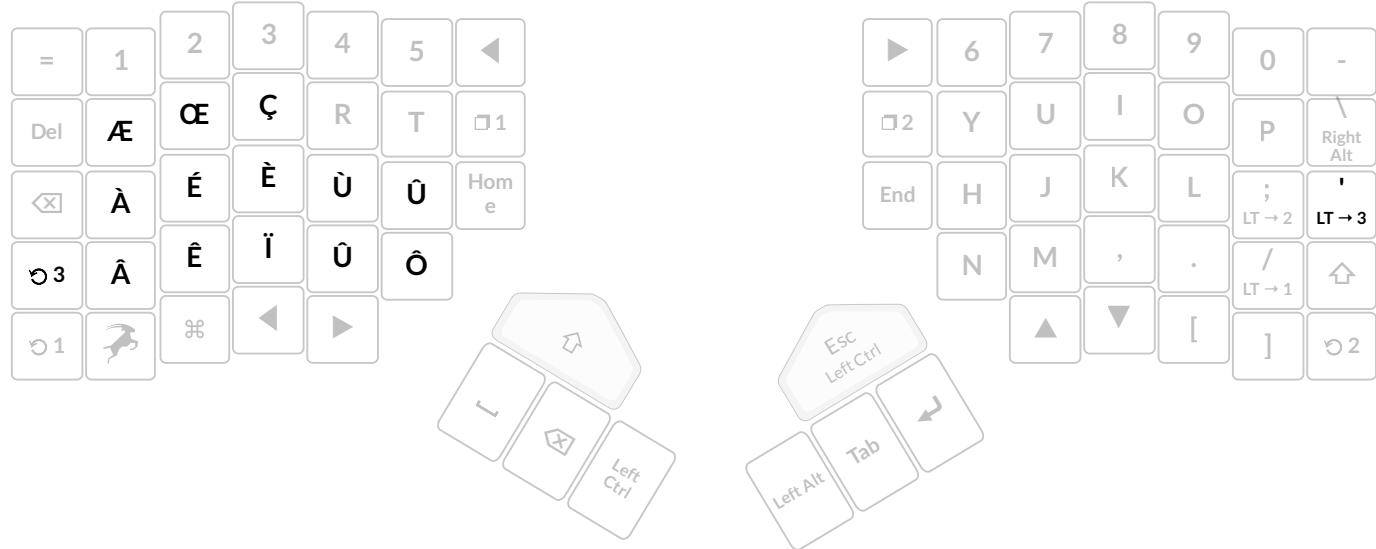 = 1 2 3 4 5 ◀ ▶ 6 7 8 9 0 -
Del Æ Œ Ç R T 1 2 Y U I O P \
Right
Alt
À É È Ù Û Hom
e
End H J K L ; '
LT → 2 LT → 3
3 Â Ê Ï Û Ô N M , . /
LT → 1
1 ⌘ ◀ ▶ ▲ ▼ [ ] 2
Esc
Left Ctrl
Left
Ctrl
Left Alt
Tab